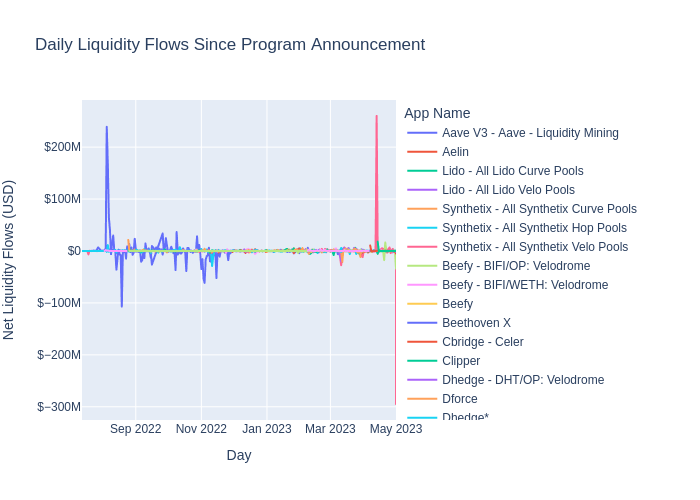 Daily Liquidity Flows Since Program Announcement
App Name
Aave V3 - Aave - Liquidity Mining
Aelin
Lido - All Lido Curve Pools
Lido - All Lido Velo Pools
Synthetix - All Synthetix Curve Pools
Synthetix - All Synthetix Hop Pools
Synthetix - All Synthetix Velo Pools
Beefy - BIFI/OP: Velodrome
Beefy - BIFI/WETH: Velodrome
Beefy
Beethoven X
Cbridge - Celer
Clipper
Dhedge - DHT/OP: Velodrome
Dforce
Dhedge*
Net Liquidity Flows (USD)
$200M
$100M
$0
$−100M
$−200M
$−300M
Sep 2022
Nov 2022
Jan 2023
Mar 2023
May 2023
Day